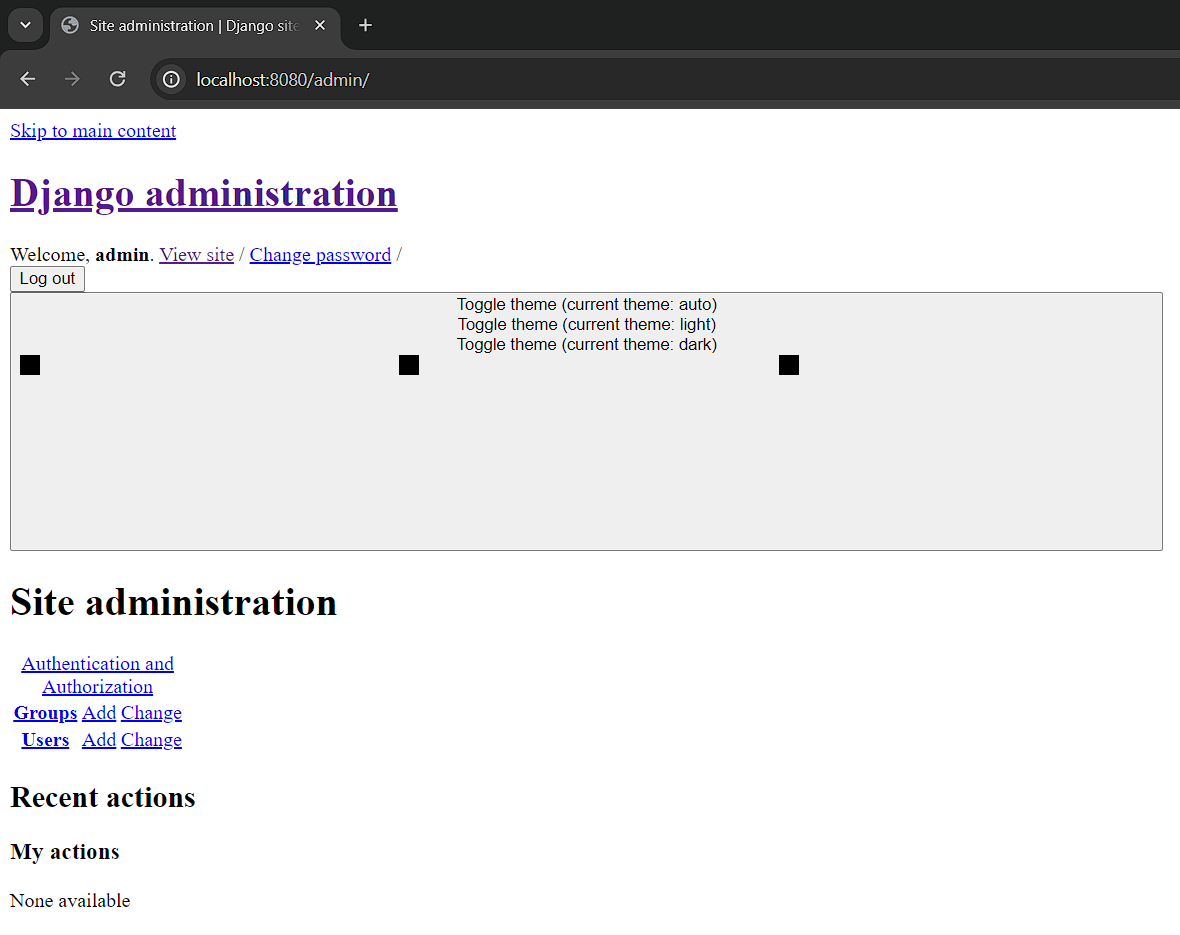 Site administration | Django site
localhost:8080/admin/
Skip to main content
Django administration
Welcome, admin. View site / Change password /
Log out
Toggle theme (current theme: auto)
Toggle theme (current theme: light)
Toggle theme (current theme: dark)
Site administration
Authentication and
Authorization
Groups Add Change
Users Add Change
Recent actions
My actions
None available